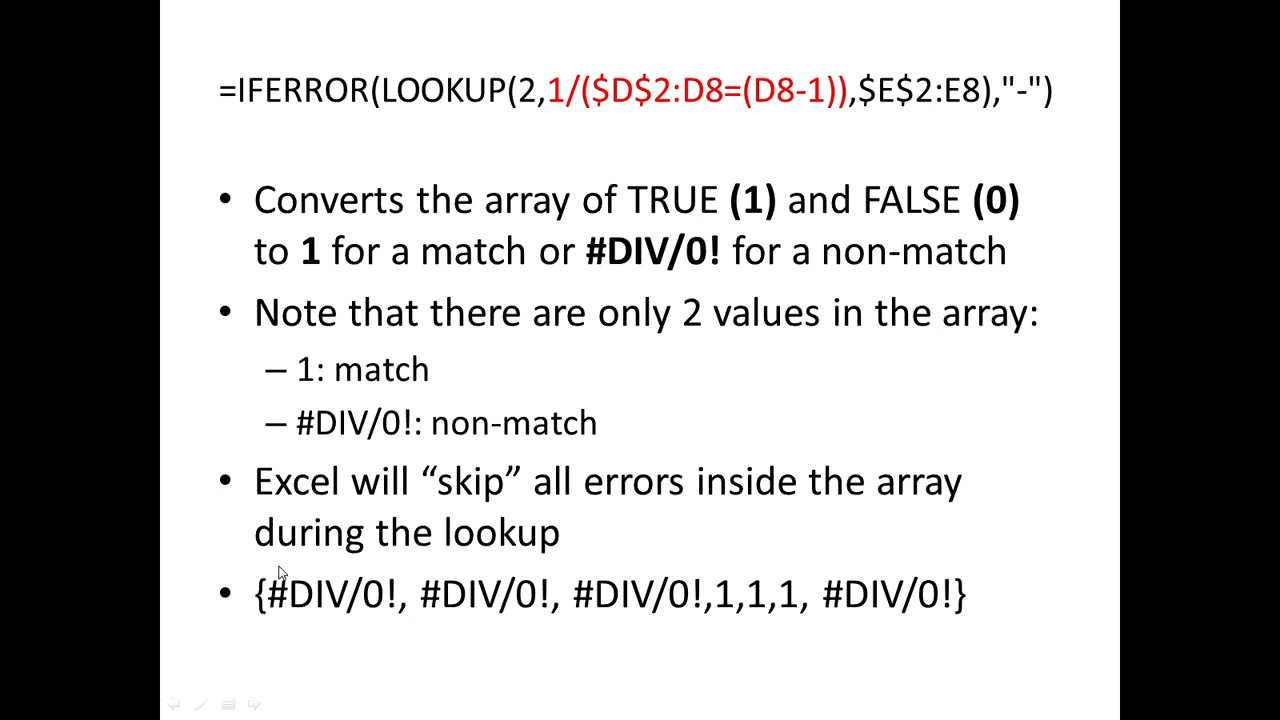 =IFERROR(LOOKUP(2,1/($D$2:D8=(D8-1)),$E$2:E8),"-")
• Converts the array of TRUE (1) and FALSE (0)
to 1 for a match or #DIV/0! for a non-match
• Note that there are only 2 values in the array:
– 1: match
– #DIV/0!: non-match
• Excel will “skip” all errors inside the array
during the lookup
• {#DIV/0!, #DIV/0!, #DIV/0!,1,1,1, #DIV/0!}